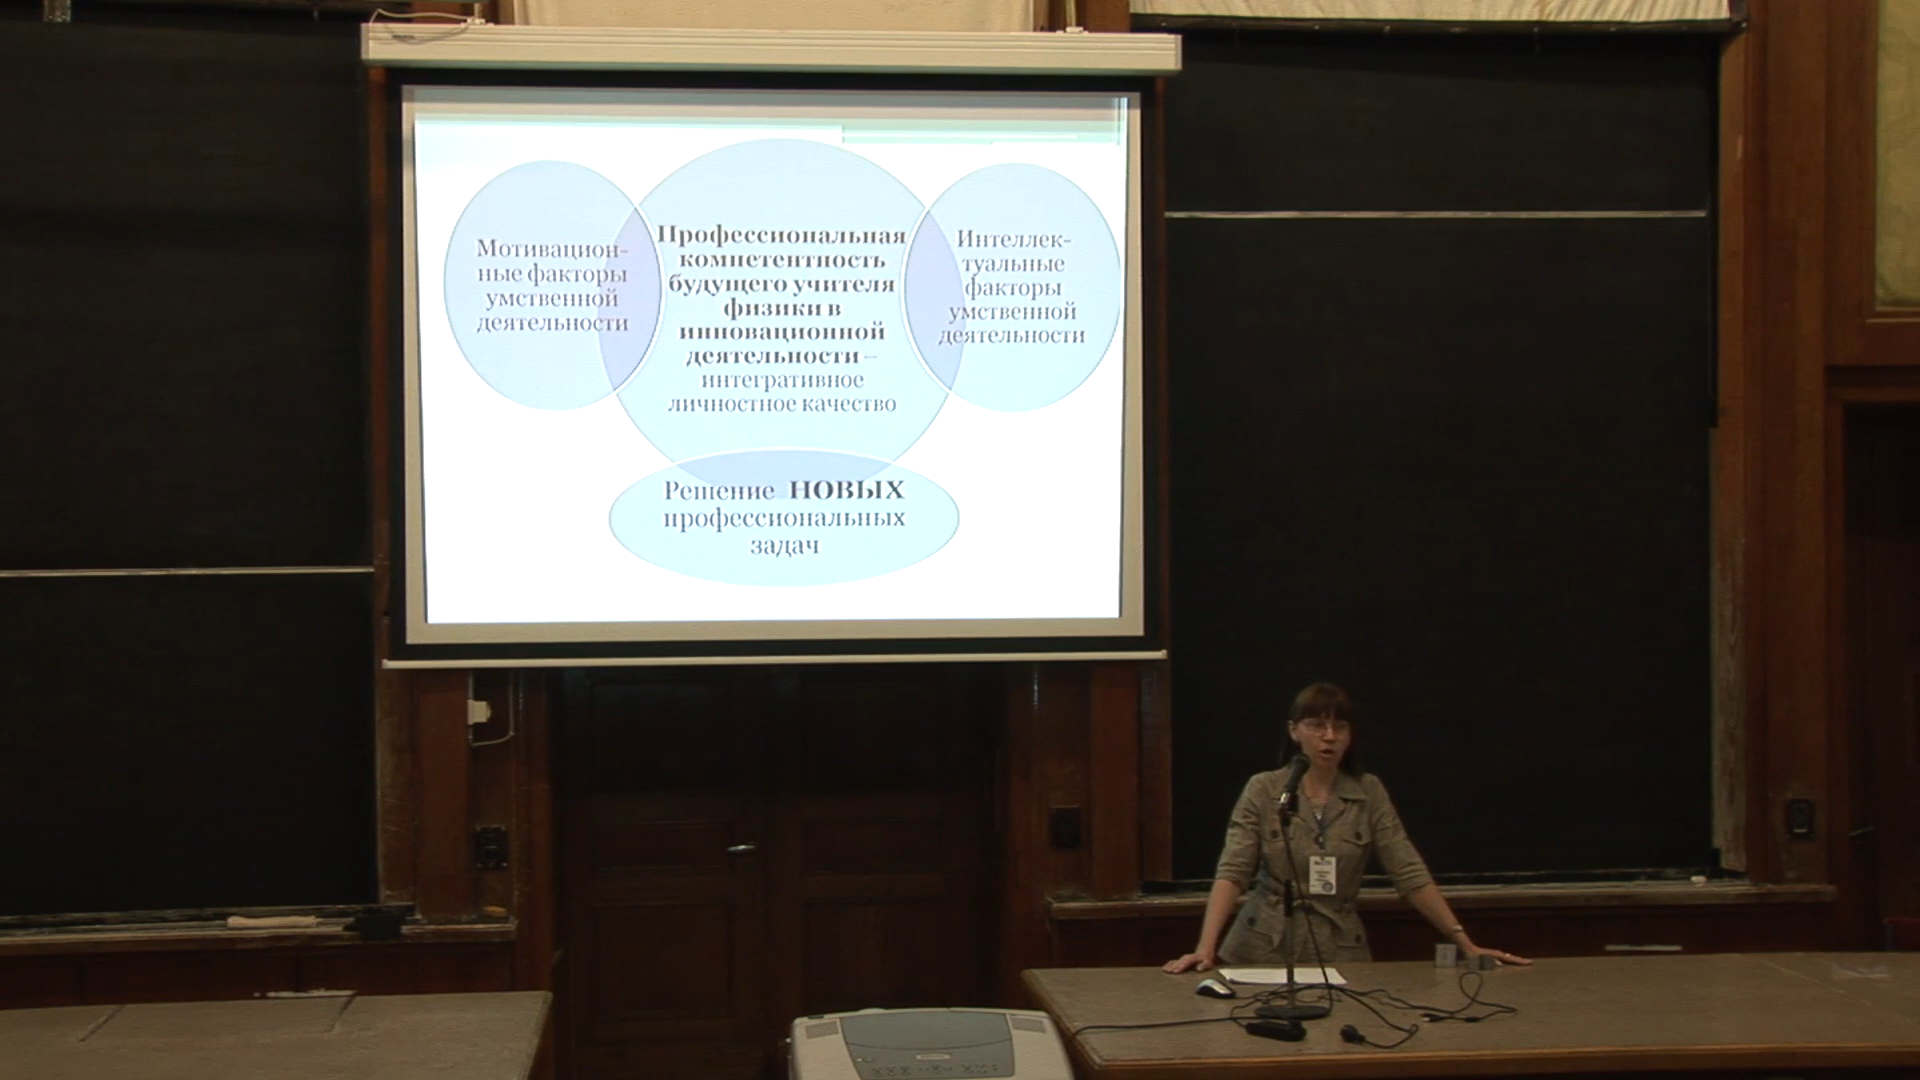 Мотивацион-
ные факторы
умственной
деятельности
Профессиональная
компетентность
будущего учителя
физики в
инновационной
деятельности –
интегративное
личностное качество
Интеллек-
туальные
факторы
умственной
деятельности
Решение НОВЫХ
профессиональных
задач